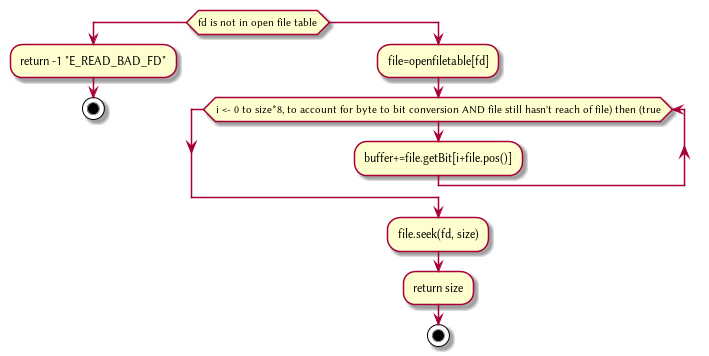 fd is not in open file table
return -1 "E_READ_BAD_FD"
file=openfiletable[fd]
i <- 0 to size*8, to account for byte to bit conversion AND file still hasn't reach of file) then (true
buffer+=file.getBit[i+file.pos()]
file.seek(fd, size)
return size